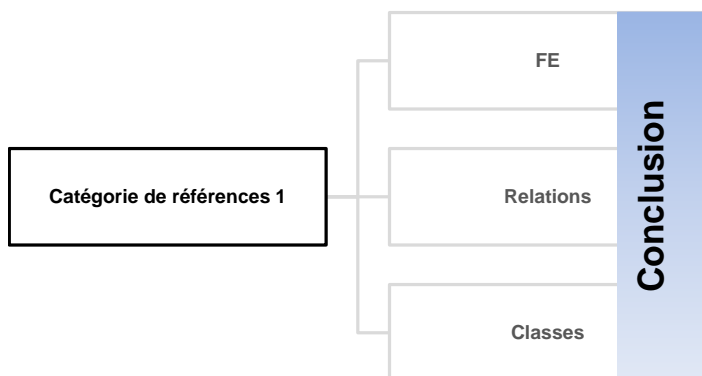 FE
Catégorie de références 1
Relations
Classes
Conclusion